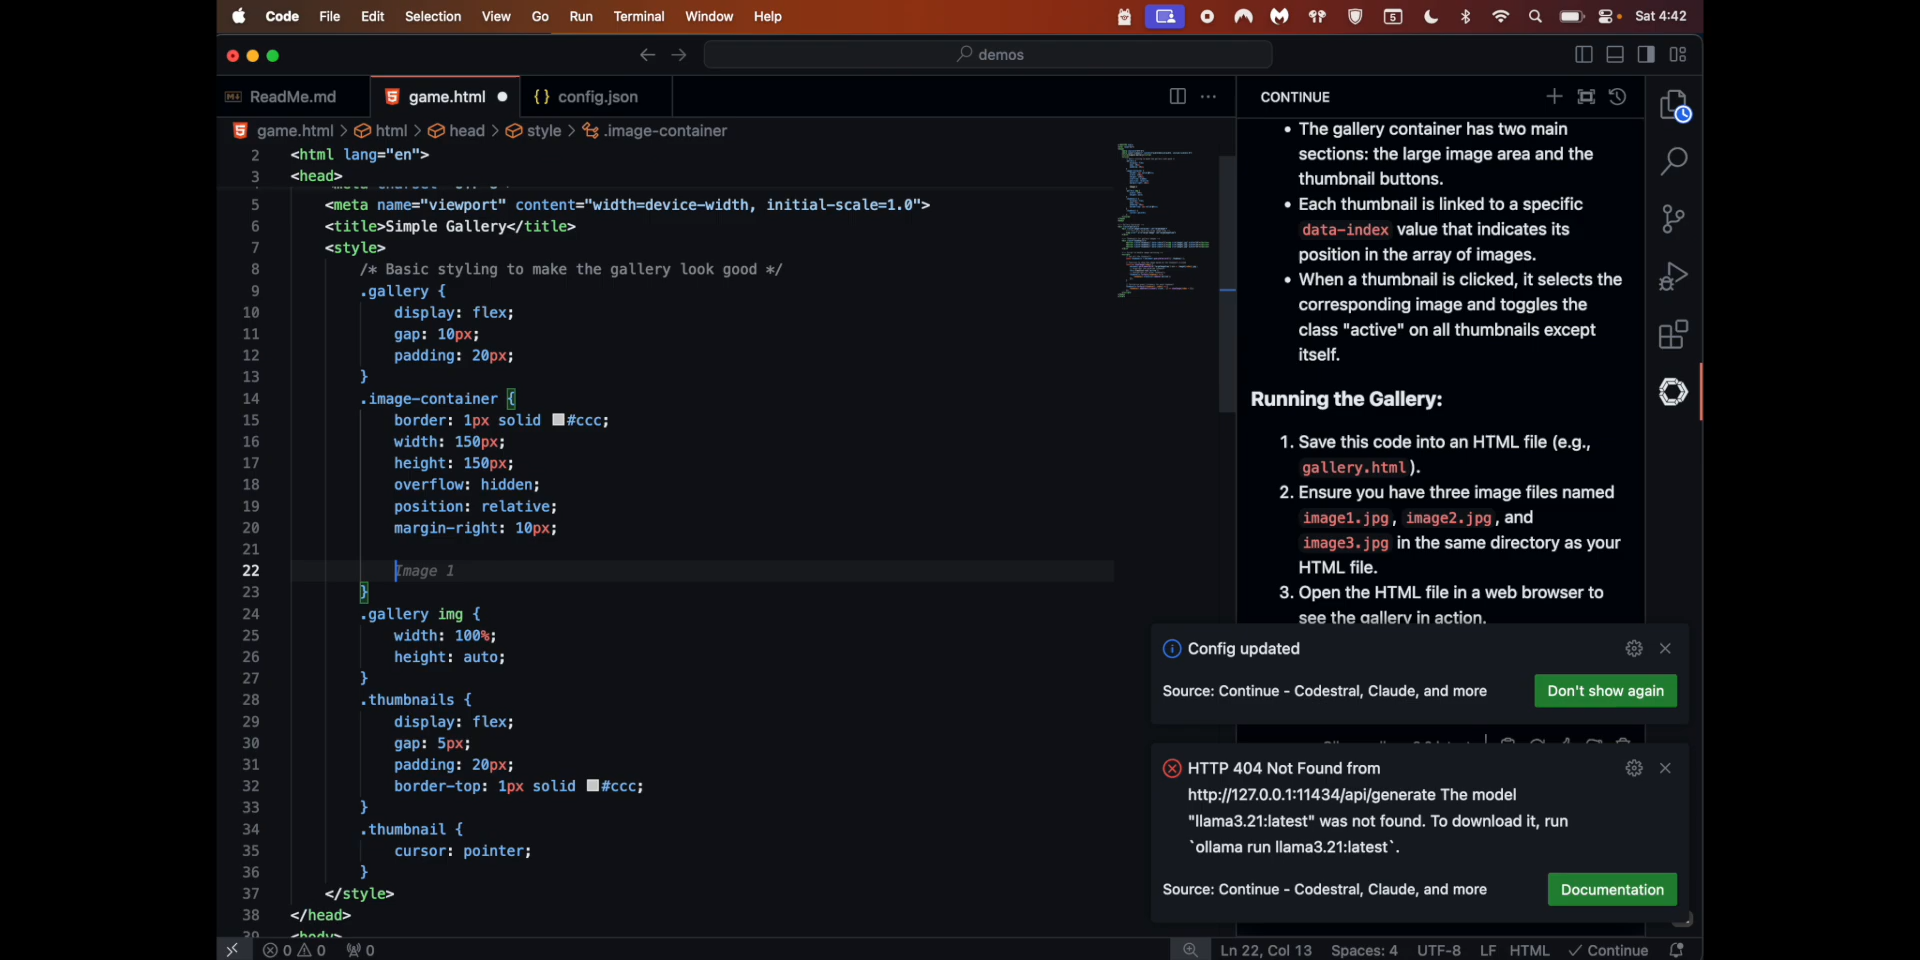 Code File Edit Selection View Go Run Terminal Window Help 5 Sat 4:42
demos
ReadMe.md game.html config.json
game.html > html > head > style > .image-container
2 <html lang="en">
3 <head>
5 <meta name="viewport" content="width=device-width, initial-scale=1.0">
6 <title>Simple Gallery</title>
7 <style>
8 /* Basic styling to make the gallery look good */
9 .gallery {
10 display: flex;
11 gap: 10px;
12 padding: 20px;
13 }
14 .image-container {
15 border: 1px solid #ccc;
16 width: 150px;
17 height: 150px;
18 overflow: hidden;
19 position: relative;
20 margin-right: 10px;
21
22 Image 1
23 }
24 .gallery img {
25 width: 100%;
26 height: auto;
27 }
28 .thumbnails {
29 display: flex;
30 gap: 5px;
31 padding: 20px;
32 border-top: 1px solid #ccc;
33 }
34 .thumbnail {
35 cursor: pointer;
36 }
37 </style>
38 </head>
39 <body>
CONTINUE
• The gallery container has two main
sections: the large image area and the
thumbnail buttons.
• Each thumbnail is linked to a specific
data-index value that indicates its
position in the array of images.
• When a thumbnail is clicked, it selects the
corresponding image and toggles the
class "active" on all thumbnails except
itself.
Running the Gallery:
1. Save this code into an HTML file (e.g.,
gallery.html).
2. Ensure you have three image files named
image1.jpg, image2.jpg, and
image3.jpg in the same directory as your
HTML file.
3. Open the HTML file in a web browser to
see the gallery in action.
Config updated
Source: Continue - Codestral, Claude, and more Don't show again
HTTP 404 Not Found from
http://127.0.0.1:11434/api/generate The model
"llama3.21:latest" was not found. To download it, run
`ollama run llama3.21:latest`.
Source: Continue - Codestral, Claude, and more Documentation
0 0 0 Ln 22, Col 13 Spaces: 4 UTF-8 LF HTML Continue